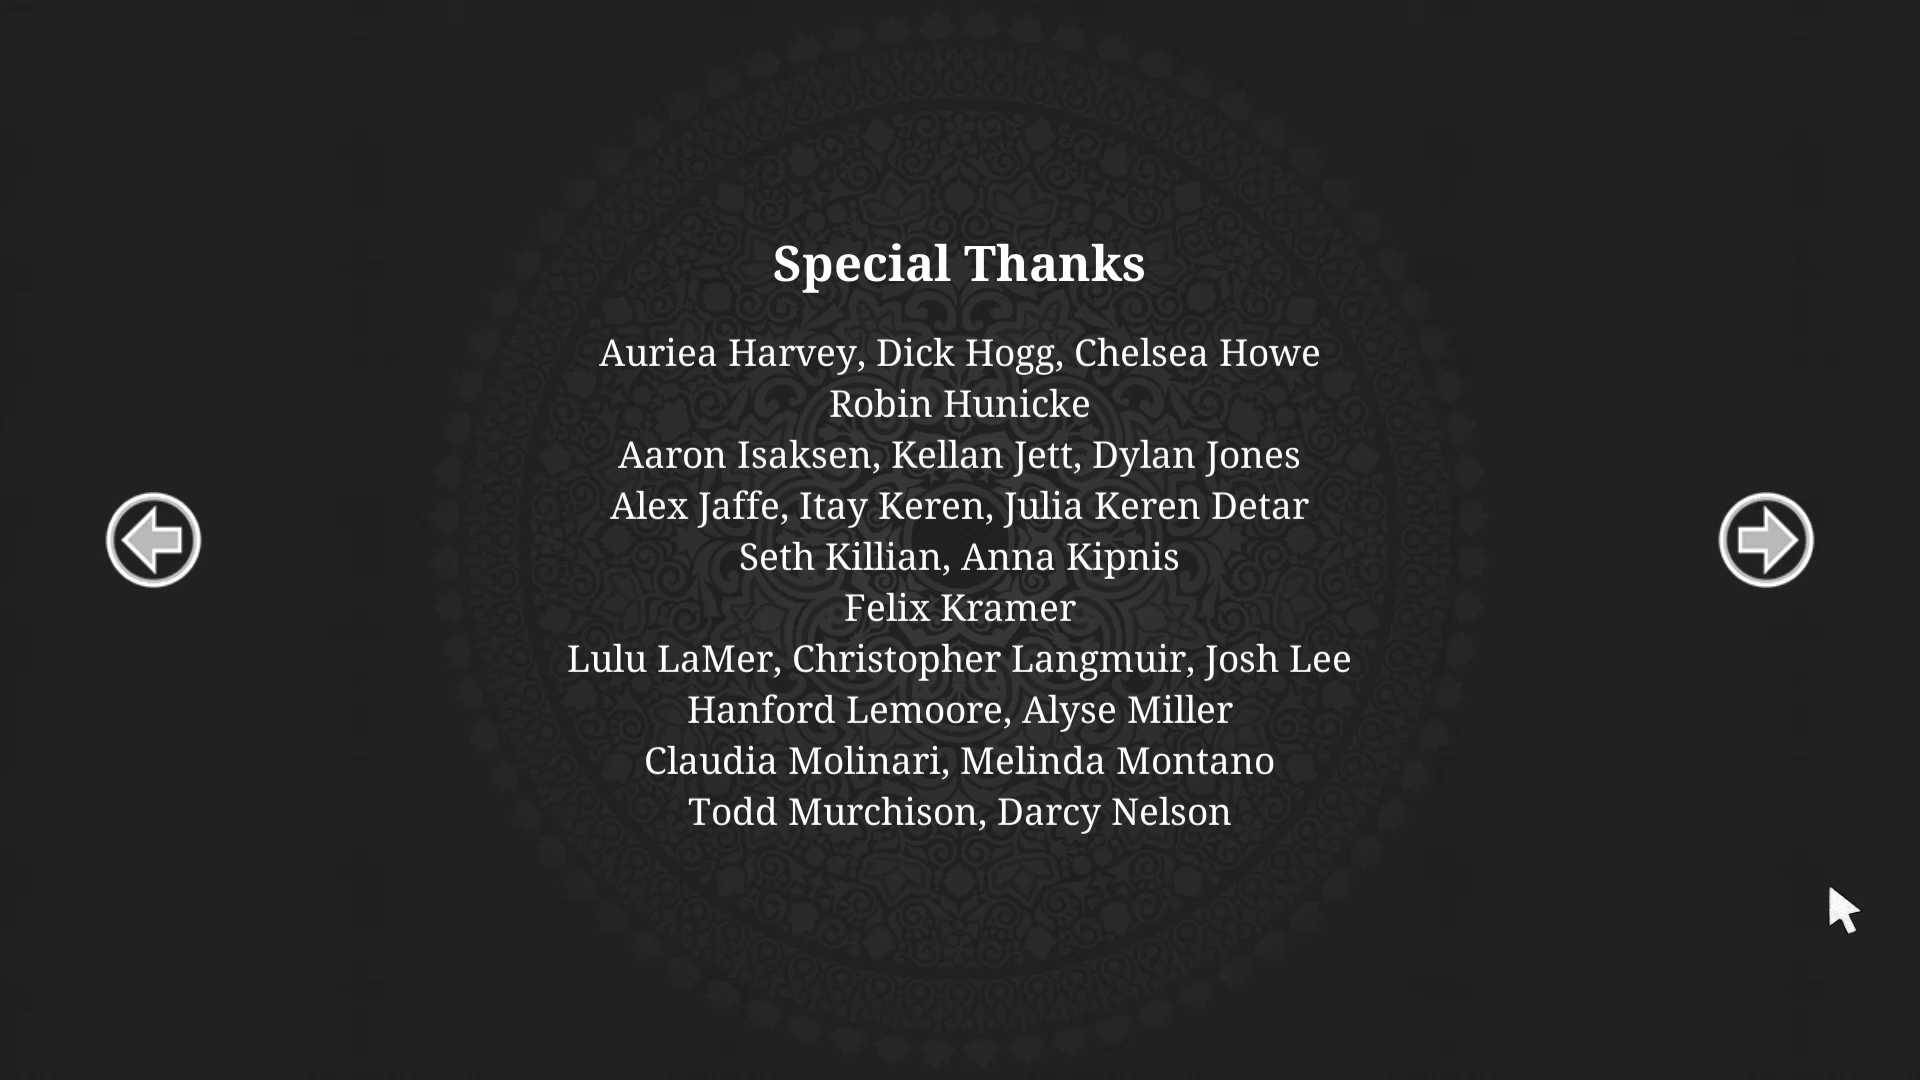 Special Thanks
Auriea Harvey, Dick Hogg, Chelsea Howe
Robin Hunicke
Aaron Isaksen, Kellan Jett, Dylan Jones
Alex Jaffe, Itay Keren, Julia Keren Detar
Seth Killian, Anna Kipnis
Felix Kramer
Lulu LaMer, Christopher Langmuir, Josh Lee
Hanford Lemoore, Alyse Miller
Claudia Molinari, Melinda Montano
Todd Murchison, Darcy Nelson